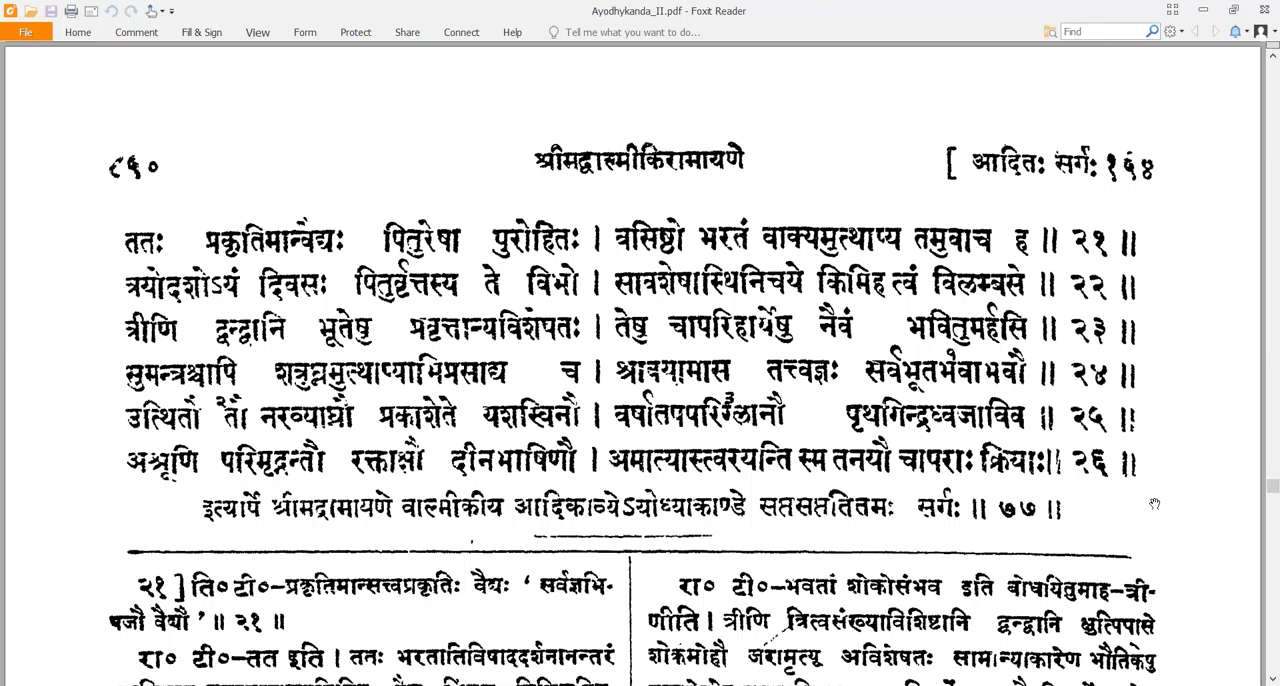 Ayodhykanda_II.pdf - Foxit Reader
File Home Comment Fill & Sign View Form Protect Share Connect Help Tell me what you want to do... Find
८६० श्रीमद्वाल्मीकिरामायणे [ आदितः सर्गः १६४
ततः प्रकृतिमान्वैद्यः पितुरेषा पुरोहितः । वसिष्ठो भरतं वाक्यमुत्थाप्य तमुवाच ह ॥ २१ ॥
त्रयोदशोऽयं दिवसः पितुर्वृत्तस्य ते विभो । सावशेषास्थिनिचये किमिह त्वं विलम्बसे ॥ २२ ॥
त्रीणि द्वन्द्वानि भूतेषु प्रवृत्तान्यविशेषतः । तेषु चापरिहार्येषु नैवं भवितुमर्हसि ॥ २३ ॥
सुमन्त्रश्चापि शत्रुघ्नमुत्थाप्याभिप्रसाद्य च । श्रावयामास तत्त्वज्ञः सर्वभूतभवाभवौ ॥ २४ ॥
उत्थितौ तौ नरव्याघ्रौ प्रकाशेते यशस्विनौ । वर्षातपपरिग्लानौ पृथगिन्द्रध्वजाविव ॥ २५ ॥
अश्रूणि परिमृद्नन्तौ रक्ताक्षौ दीनभाषिणौ । अमात्यास्त्वरयन्ति स्म तनयौ चापराः क्रियाः ॥ २६ ॥
इत्यार्षे श्रीमद्रामायणे वाल्मीकीय आदिकाव्येऽयोध्याकाण्डे सप्तसप्ततितमः सर्गः ॥ ७७ ॥
२१ ] ति० टी०-प्रकृतिमान्सत्त्वप्रकृतिः वैद्यः ‘ सर्वज्ञभि-
षजौ वैद्यौ ’ ॥ २१ ॥
रा० टी०-तत इति । ततः भरतातिविषाददर्शनानन्तरं
रा० टी०-भवतां शोकोसंभव इति बोधयितुमाह-त्री-
णीति । त्रीणि त्रित्वसंख्याविशिष्टानि द्वन्द्वानि क्षुत्पिपासे
शोकमोहौ जरामृत्यू अविशेषतः सामान्याकारेण भौतिकेषु